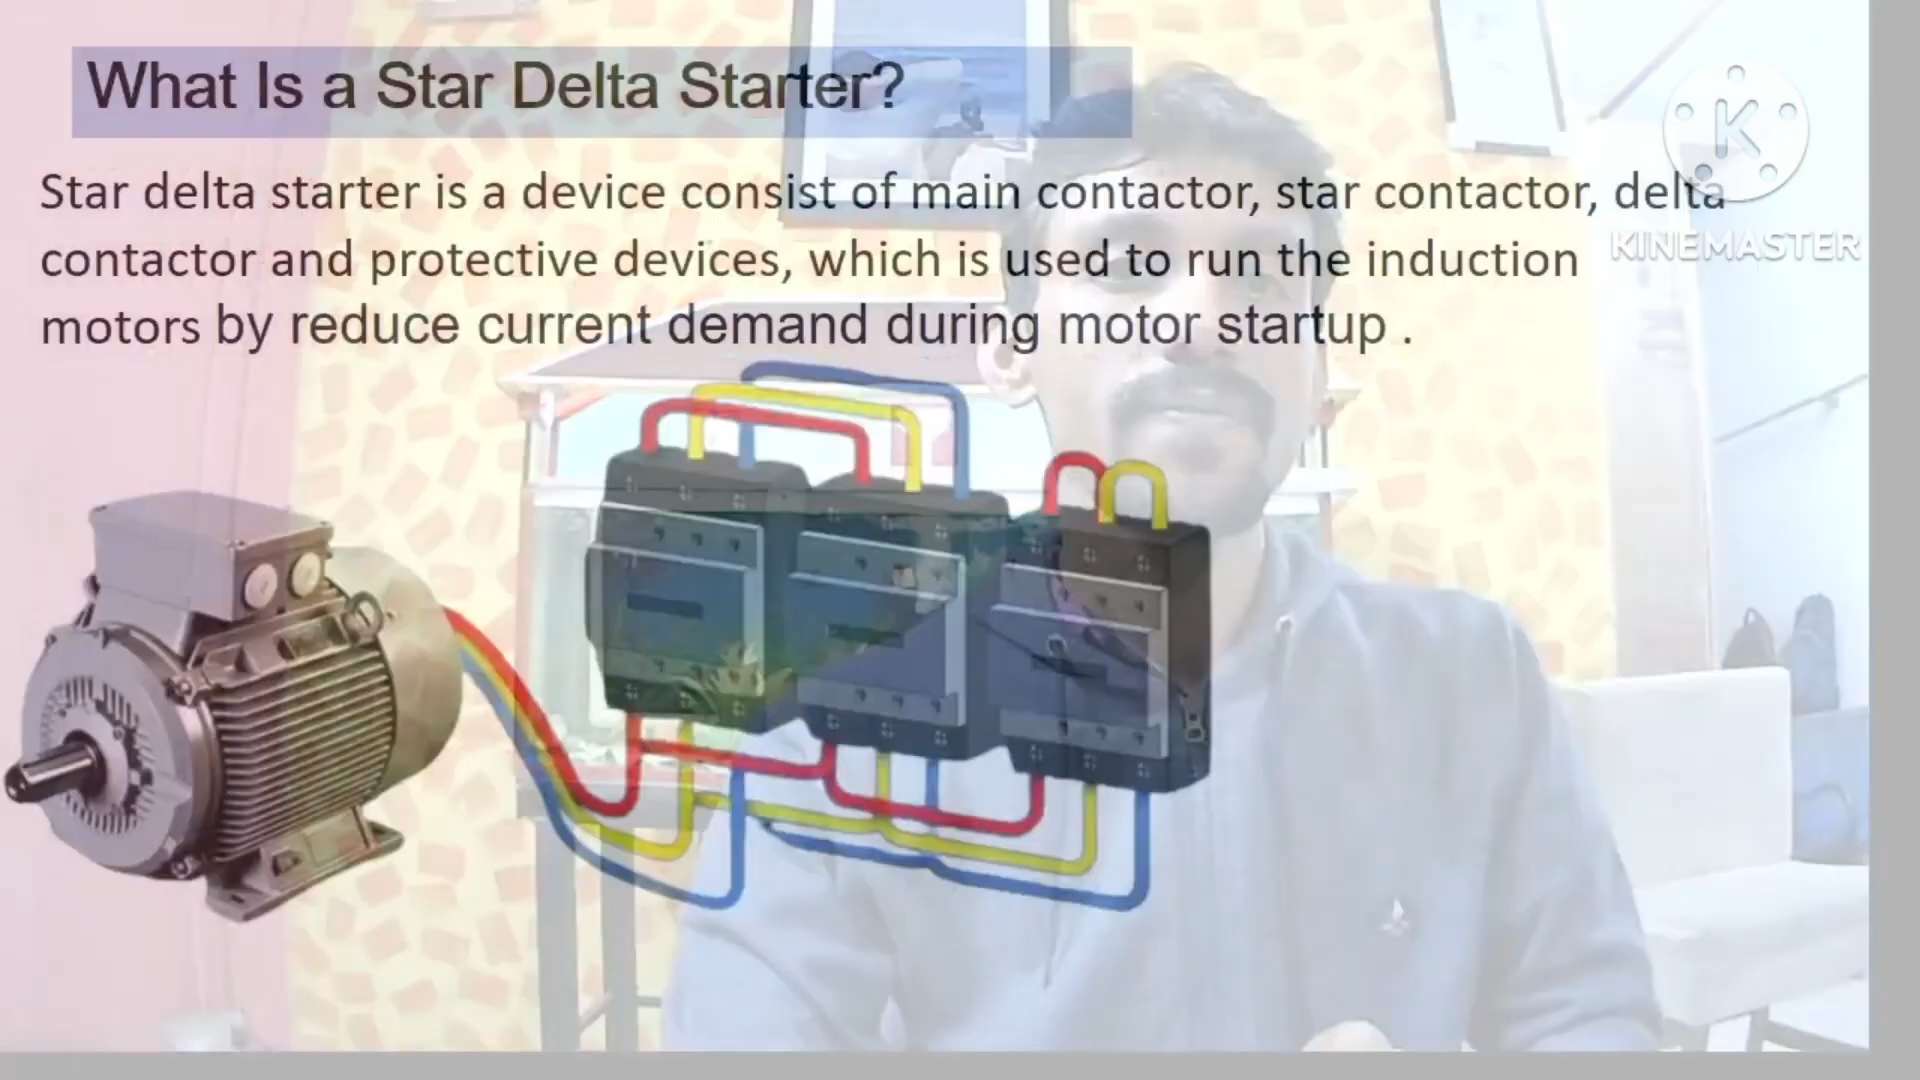 What Is a Star Delta Starter?
Star delta starter is a device consist of main contactor, star contactor, delta
contactor and protective devices, which is used to run the induction
motors by reduce current demand during motor startup .
K
KINEMASTER